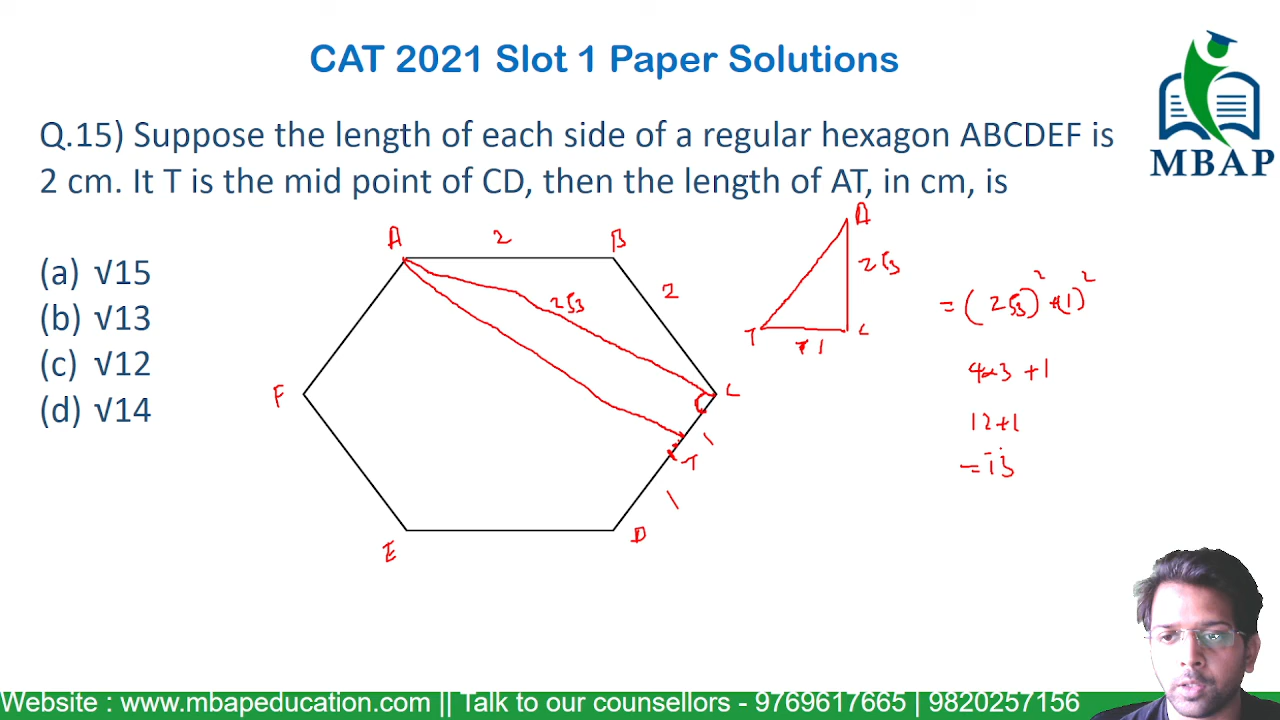 CAT 2021 Slot 1 Paper Solutions
MBAP
Q.15) Suppose the length of each side of a regular hexagon ABCDEF is
2 cm. It T is the mid point of CD, then the length of AT, in cm, is
(a) √15
(b) √13
(c) √12
(d) √14
A 2 B
2
2√3
C
F
1
T
1
D
E
A
2√3
T 1 C
= (2√3)² + (1)²
4×3 + 1
12+1
= 13
Website : www.mbapeducation.com || Talk to our counsellors - 9769617665 | 9820257156